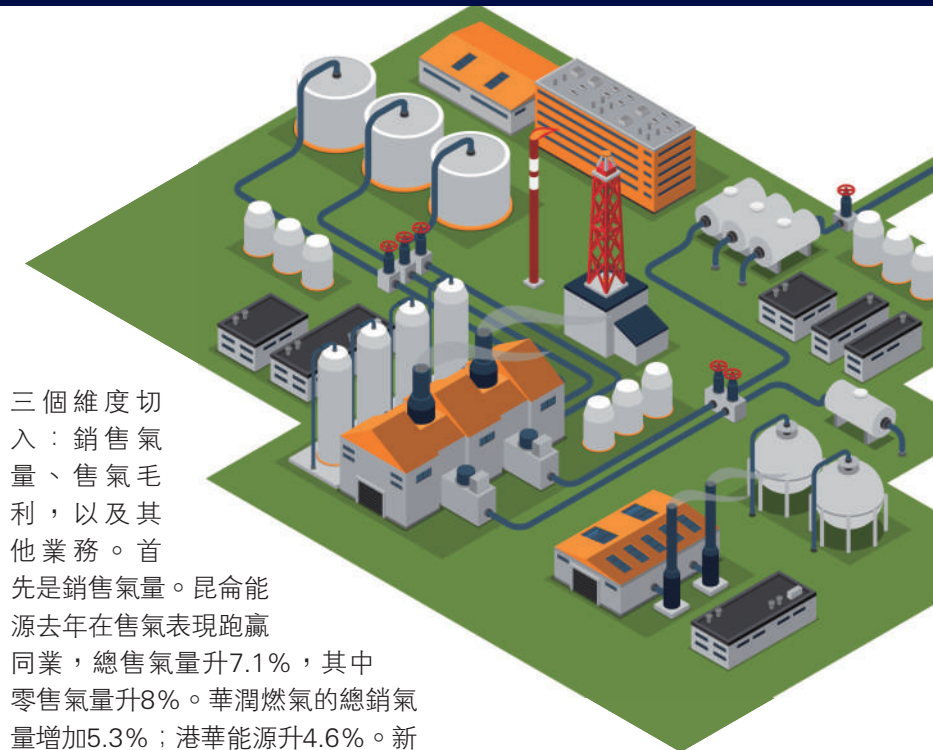 三個維度切
入：銷售氣
量、售氣毛
利，以及其
他業務。首
先是銷售氣量。昆侖能
源去年在售氣表現跑贏
同業，總售氣量升7.1%，其中
零售氣量升8%。華潤燃氣的總銷氣
量增加5.3%；港華能源升4.6%。新